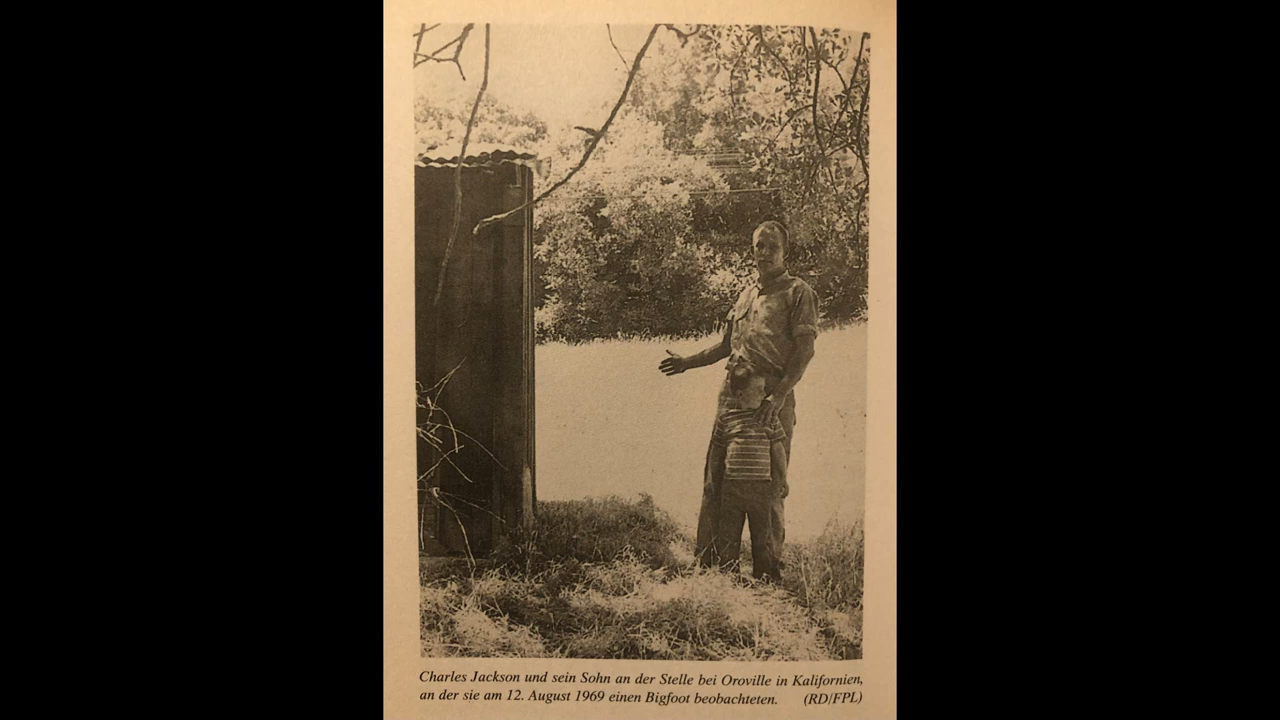 Charles Jackson und sein Sohn an der Stelle bei Oroville in Kalifornien,
an der sie am 12. August 1969 einen Bigfoot beobachteten. (RD/FPL)